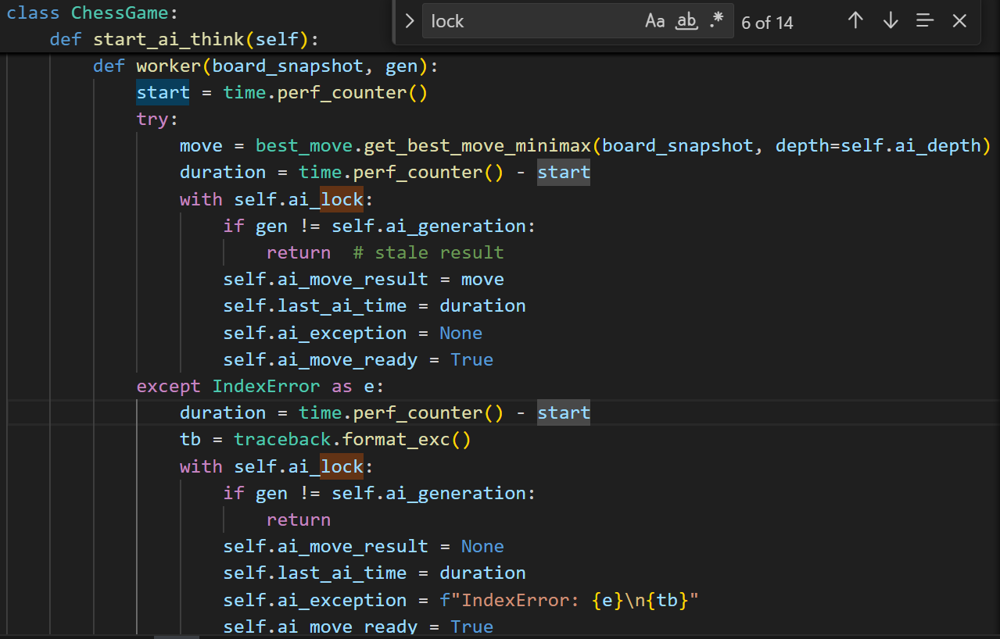 class ChessGame:
lock Aa ab .* 6 of 14
def start_ai_think(self):
def worker(board_snapshot, gen):
start = time.perf_counter()
try:
move = best_move.get_best_move_minimax(board_snapshot, depth=self.ai_depth)
duration = time.perf_counter() - start
with self.ai_lock:
if gen != self.ai_generation:
return  # stale result
self.ai_move_result = move
self.last_ai_time = duration
self.ai_exception = None
self.ai_move_ready = True
except IndexError as e:
duration = time.perf_counter() - start
tb = traceback.format_exc()
with self.ai_lock:
if gen != self.ai_generation:
return
self.ai_move_result = None
self.last_ai_time = duration
self.ai_exception = f"IndexError: {e}\n{tb}"
self.ai_move_ready = True